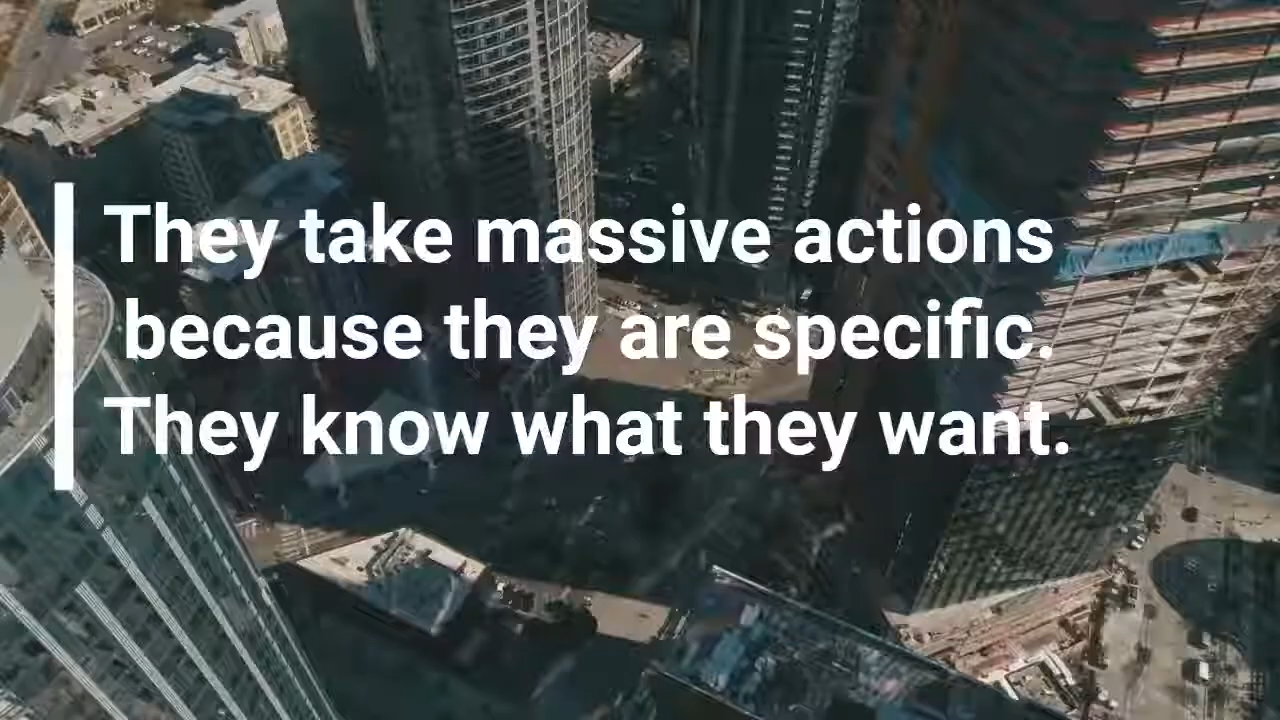 They take massive actions
because they are specific.
They know what they want.